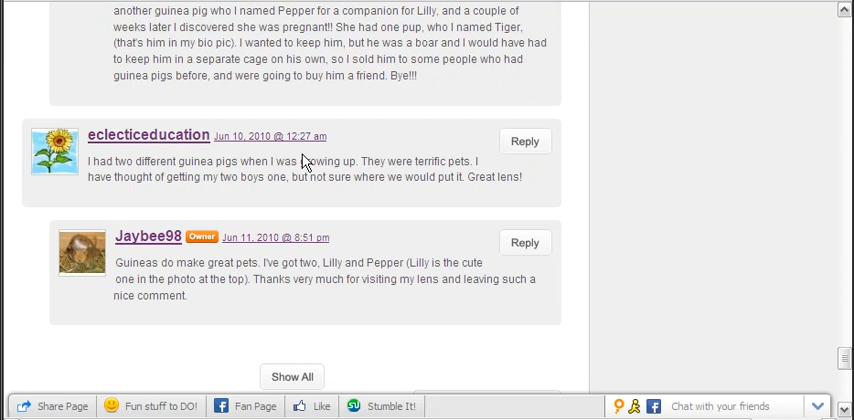 another guinea pig who I named Pepper for a companion for Lilly, and a couple of
weeks later I discovered she was pregnant!! She had one pup, who I named Tiger,
(that's him in my bio pic). I wanted to keep him, but he was a boar and I would have had
to keep him in a separate cage on his own, so I sold him to some people who had
guinea pigs before, and were going to buy him a friend. Bye!!!
eclecticeducation Jun 10, 2010 @ 12:27 am
Reply
I had two different guinea pigs when I was growing up. They were terrific pets. I
have thought of getting my two boys one, but not sure where we would put it. Great lens!
Jaybee98 Owner Jun 11, 2010 @ 8:51 pm
Reply
Guineas do make great pets. I've got two, Lilly and Pepper (Lilly is the cute
one in the photo at the top). Thanks very much for visiting my lens and leaving such a
nice comment.
Show All
Share Page Fun stuff to DO! Fan Page Like Stumble It! Chat with your friends